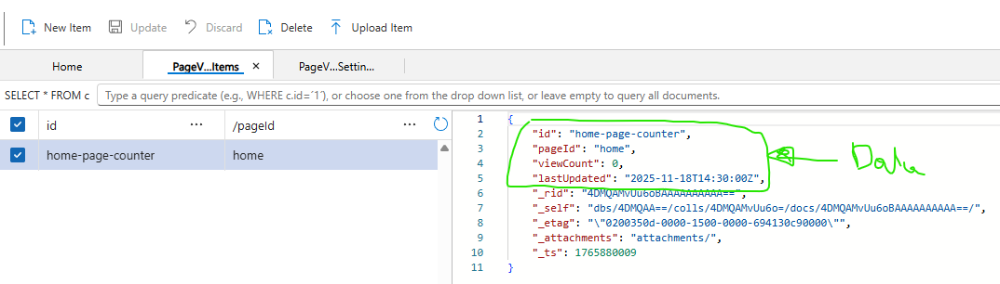 New Item Update Discard Delete Upload Item
Home PageV...Items × PageV...Settin...
SELECT * FROM c Type a query predicate (e.g., WHERE c.id=´1´), or choose one from the drop down list, or leave empty to query all documents.
id ... /pageId ...
home-page-counter home
1 {
2 "id": "home-page-counter",
3 "pageId": "home",
4 "viewCount": 0,
5 "lastUpdated": "2025-11-18T14:30:00Z",
Data
6 "_rid": "4DMQAMvUu6oBAAAAAAAAAA==",
7 "_self": "dbs/4DMQAA==/colls/4DMQAMvUu6o=/docs/4DMQAMvUu6oBAAAAAAAAAA==/",
8 "_etag": "\"0200350d-0000-1500-0000-694130c90000\"",
9 "_attachments": "attachments/",
10 "_ts": 1765880009
11 }